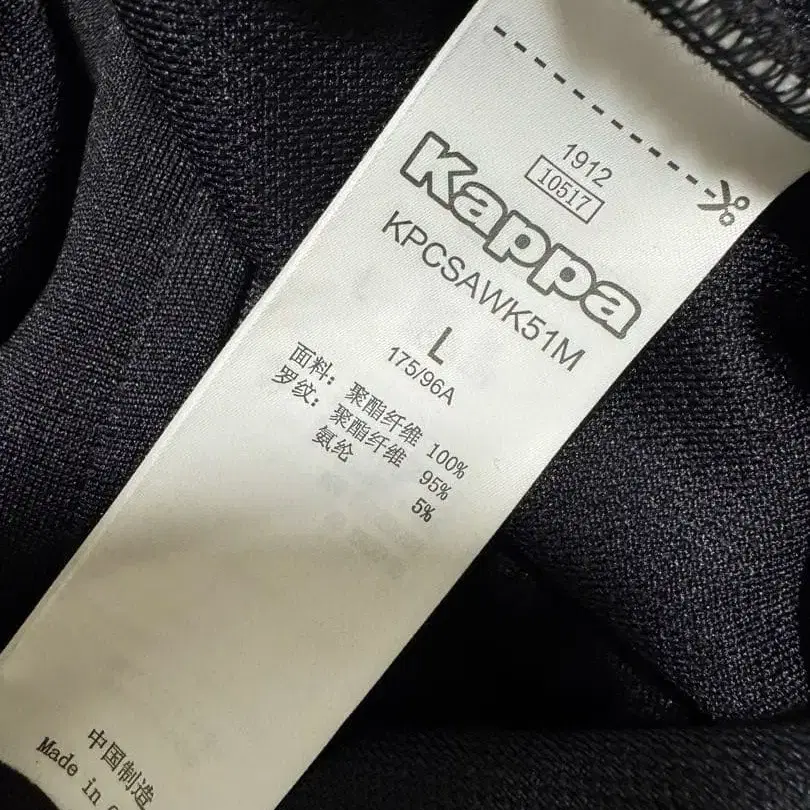 1912
10517
Kappa
KPCSAWK51M
L
175/96A
面料: 聚酯纤维 100%
罗纹: 聚酯纤维 95%
氨纶 5%
中国制造
Made in